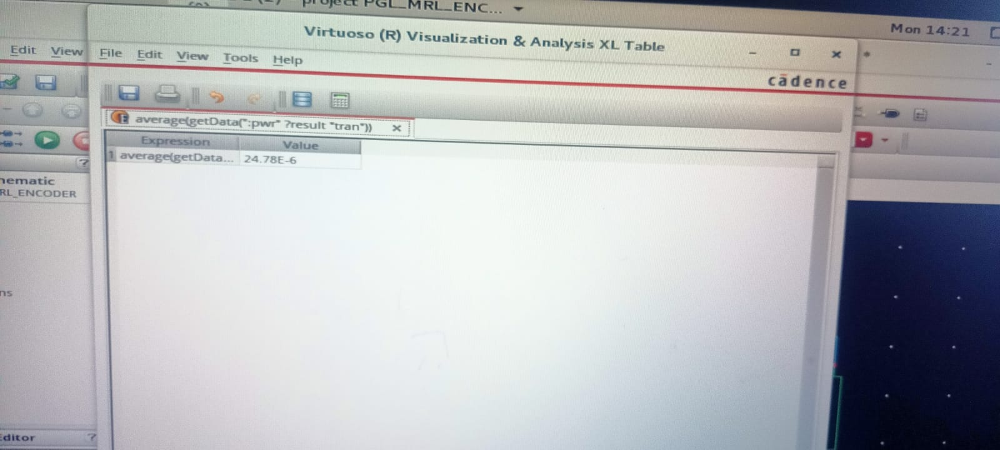 project PGL_MRL_ENC...
Mon 14:21
Virtuoso (R) Visualization & Analysis XL Table
Edit View
File Edit View Tools Help
cādence
average(getData(":pwr" ?result "tran"))
Expression Value
1 average(getData... 24.78E-6
?
hematic
RL_ENCODER
ns
Editor ?